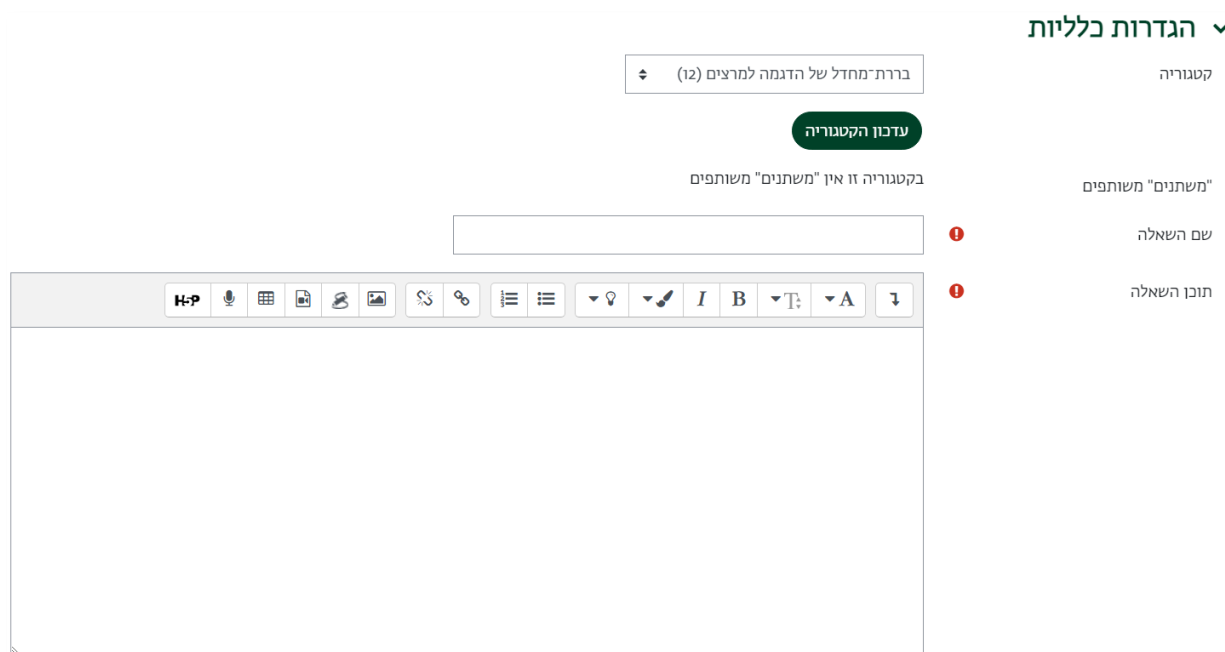 הגדרות כלליות
קטגוריה
בררת־מחדל של הדגמה למרצים (12)
עדכון הקטגוריה
"משתנים" משותפים
בקטגוריה זו אין "משתנים" משותפים
שם השאלה
תוכן השאלה
A T I B H-P